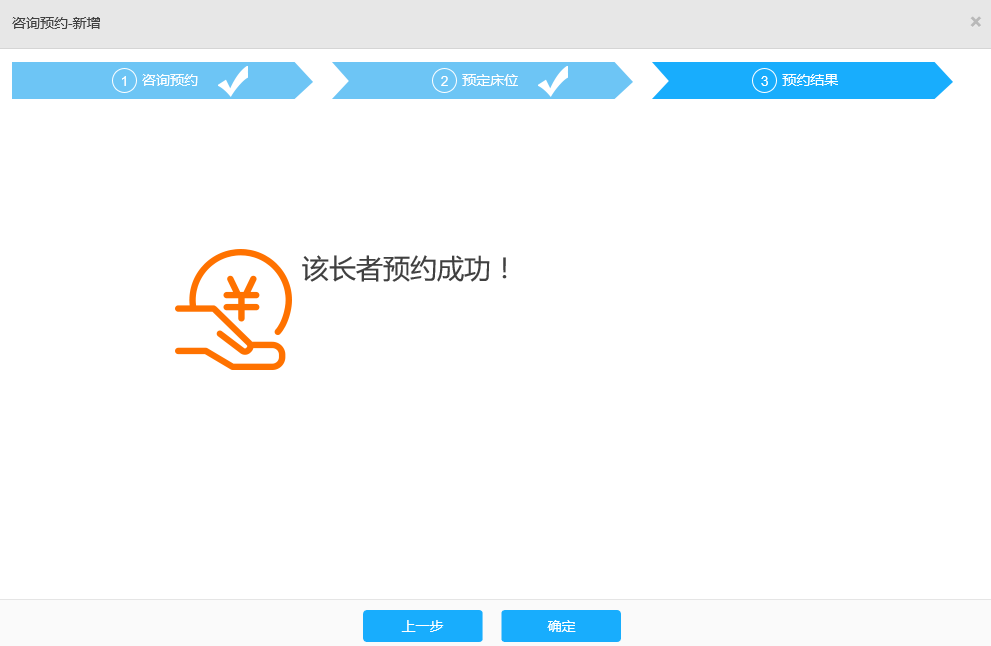 咨询预约-新增
×
1 咨询预约
2 预定床位
3 预约结果
¥
该长者预约成功！
上一步
确定